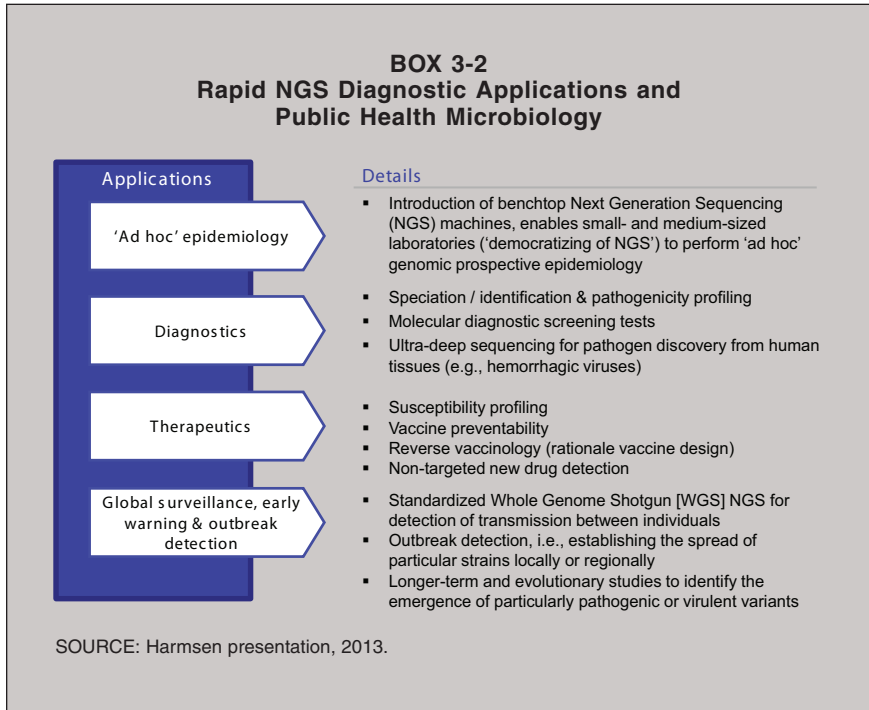 BOX 3-2
Rapid NGS Diagnostic Applications and
Public Health Microbiology
Applications
Details
‘Ad hoc’ epidemiology
▪ Introduction of benchtop Next Generation Sequencing
(NGS) machines, enables small- and medium-sized
laboratories (‘democratizing of NGS’) to perform ‘ad hoc’
genomic prospective epidemiology
Diagnostics
▪ Speciation / identification & pathogenicity profiling
▪ Molecular diagnostic screening tests
▪ Ultra-deep sequencing for pathogen discovery from human
tissues (e.g., hemorrhagic viruses)
Therapeutics
▪ Susceptibility profiling
▪ Vaccine preventability
▪ Reverse vaccinology (rationale vaccine design)
▪ Non-targeted new drug detection
Global surveillance, early
warning & outbreak
detection
▪ Standardized Whole Genome Shotgun [WGS] NGS for
detection of transmission between individuals
▪ Outbreak detection, i.e., establishing the spread of
particular strains locally or regionally
▪ Longer-term and evolutionary studies to identify the
emergence of particularly pathogenic or virulent variants
SOURCE: Harmsen presentation, 2013.